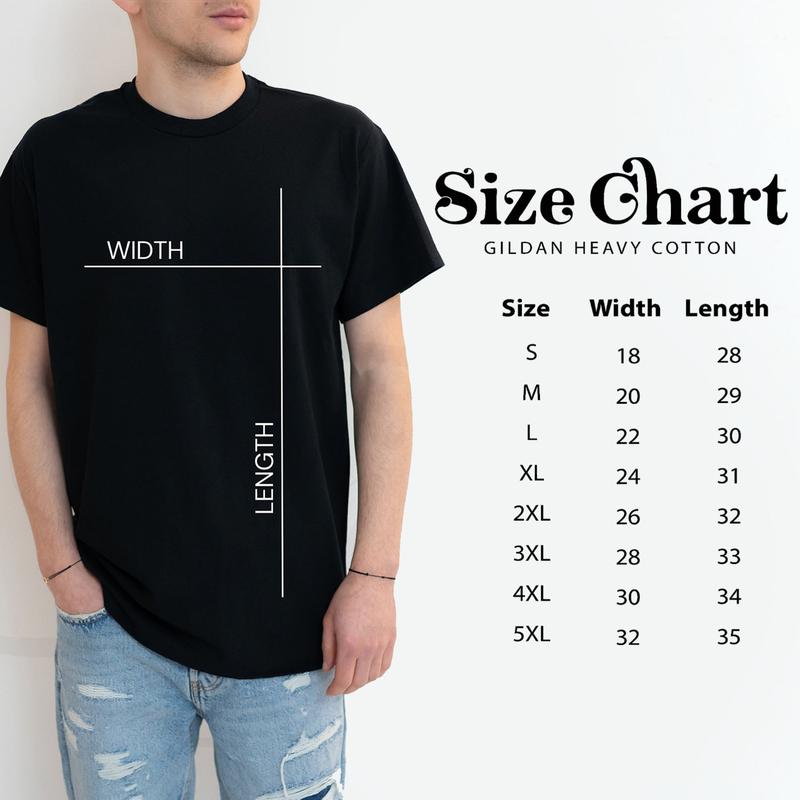 WIDTH
LENGTH
Size Chart
GILDAN HEAVY COTTON
Size Width Length
S 18 28
M 20 29
L 22 30
XL 24 31
2XL 26 32
3XL 28 33
4XL 30 34
5XL 32 35